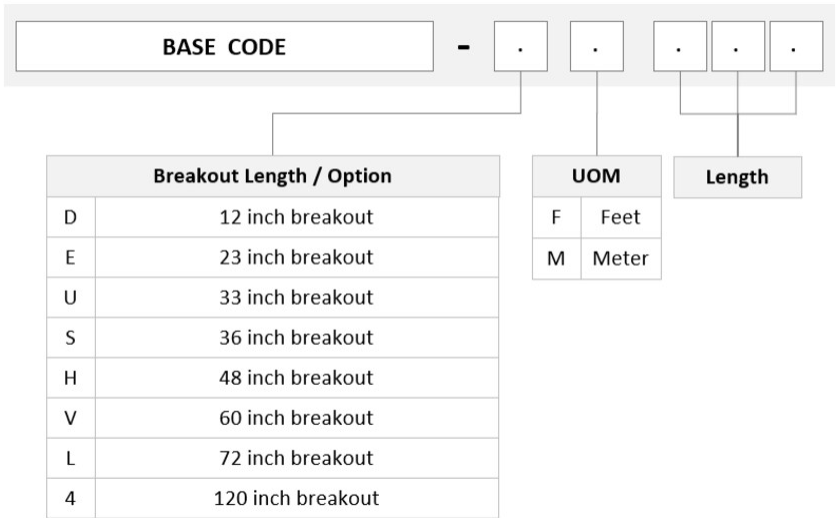 BASE CODE - . . . . .
Breakout Length / Option
D 12 inch breakout
E 23 inch breakout
U 33 inch breakout
S 36 inch breakout
H 48 inch breakout
V 60 inch breakout
L 72 inch breakout
4 120 inch breakout
UOM
F Feet
M Meter
Length